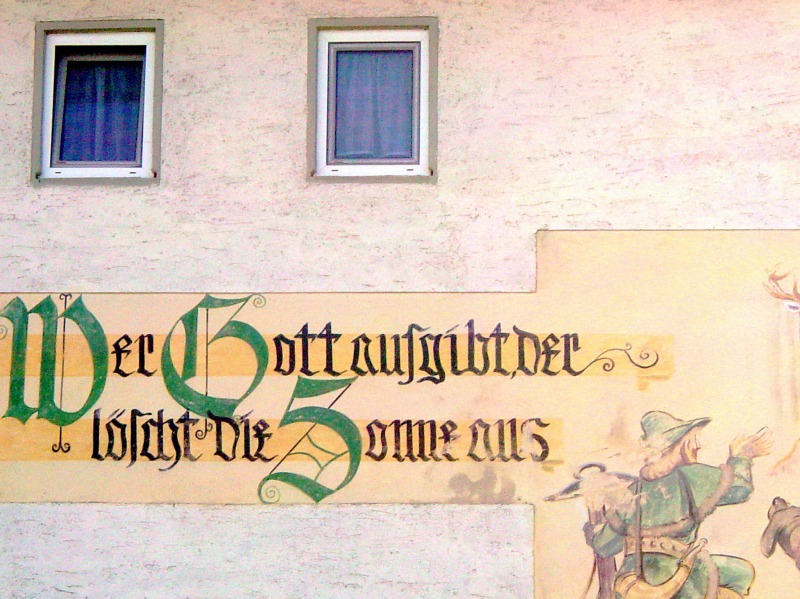 Wer Gott aufgibt, der
löscht die Sonne aus